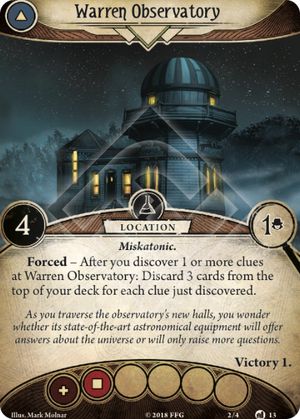 Warren Observatory
4
LOCATION
1
Miskatonic.
Forced – After you discover 1 or more clues
at Warren Observatory: Discard 3 cards from the
top of your deck for each clue just discovered.
As you traverse the observatory's new halls, you wonder
whether its state-of-the-art astronomical equipment will offer
answers about the universe or will only raise more questions.
Victory 1.
Illus. Mark Molnar
© 2018 FFG
2/4
13